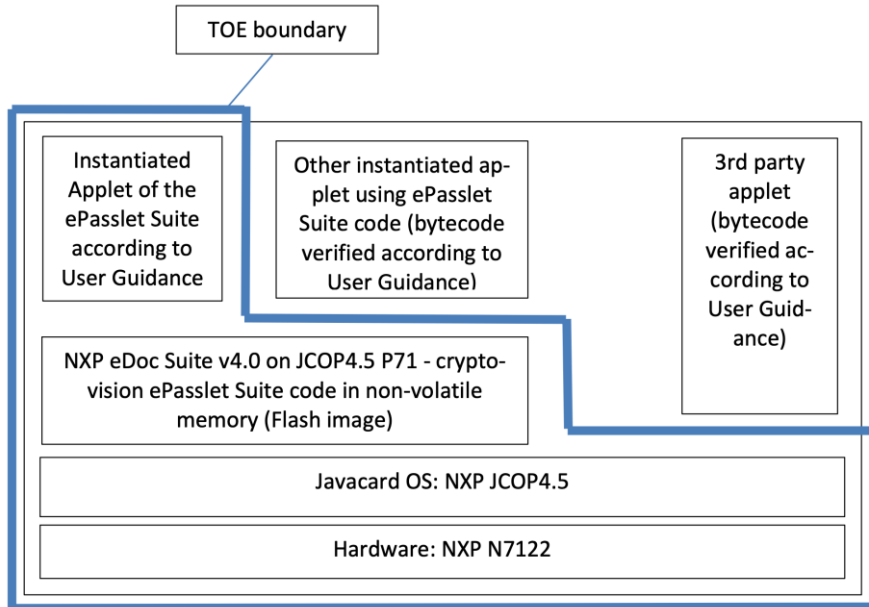 TOE boundary
Instantiated
Applet of the
ePasslet Suite
according to
User Guidance
Other instantiated ap-
plet using ePasslet
Suite code (bytecode
verified according to
User Guidance)
3rd party
applet
(bytecode
verified ac-
cording to
User Guid-
ance)
NXP eDoc Suite v4.0 on JCOP4.5 P71 - crypto-
vision ePasslet Suite code in non-volatile
memory (Flash image)
Javacard OS: NXP JCOP4.5
Hardware: NXP N7122